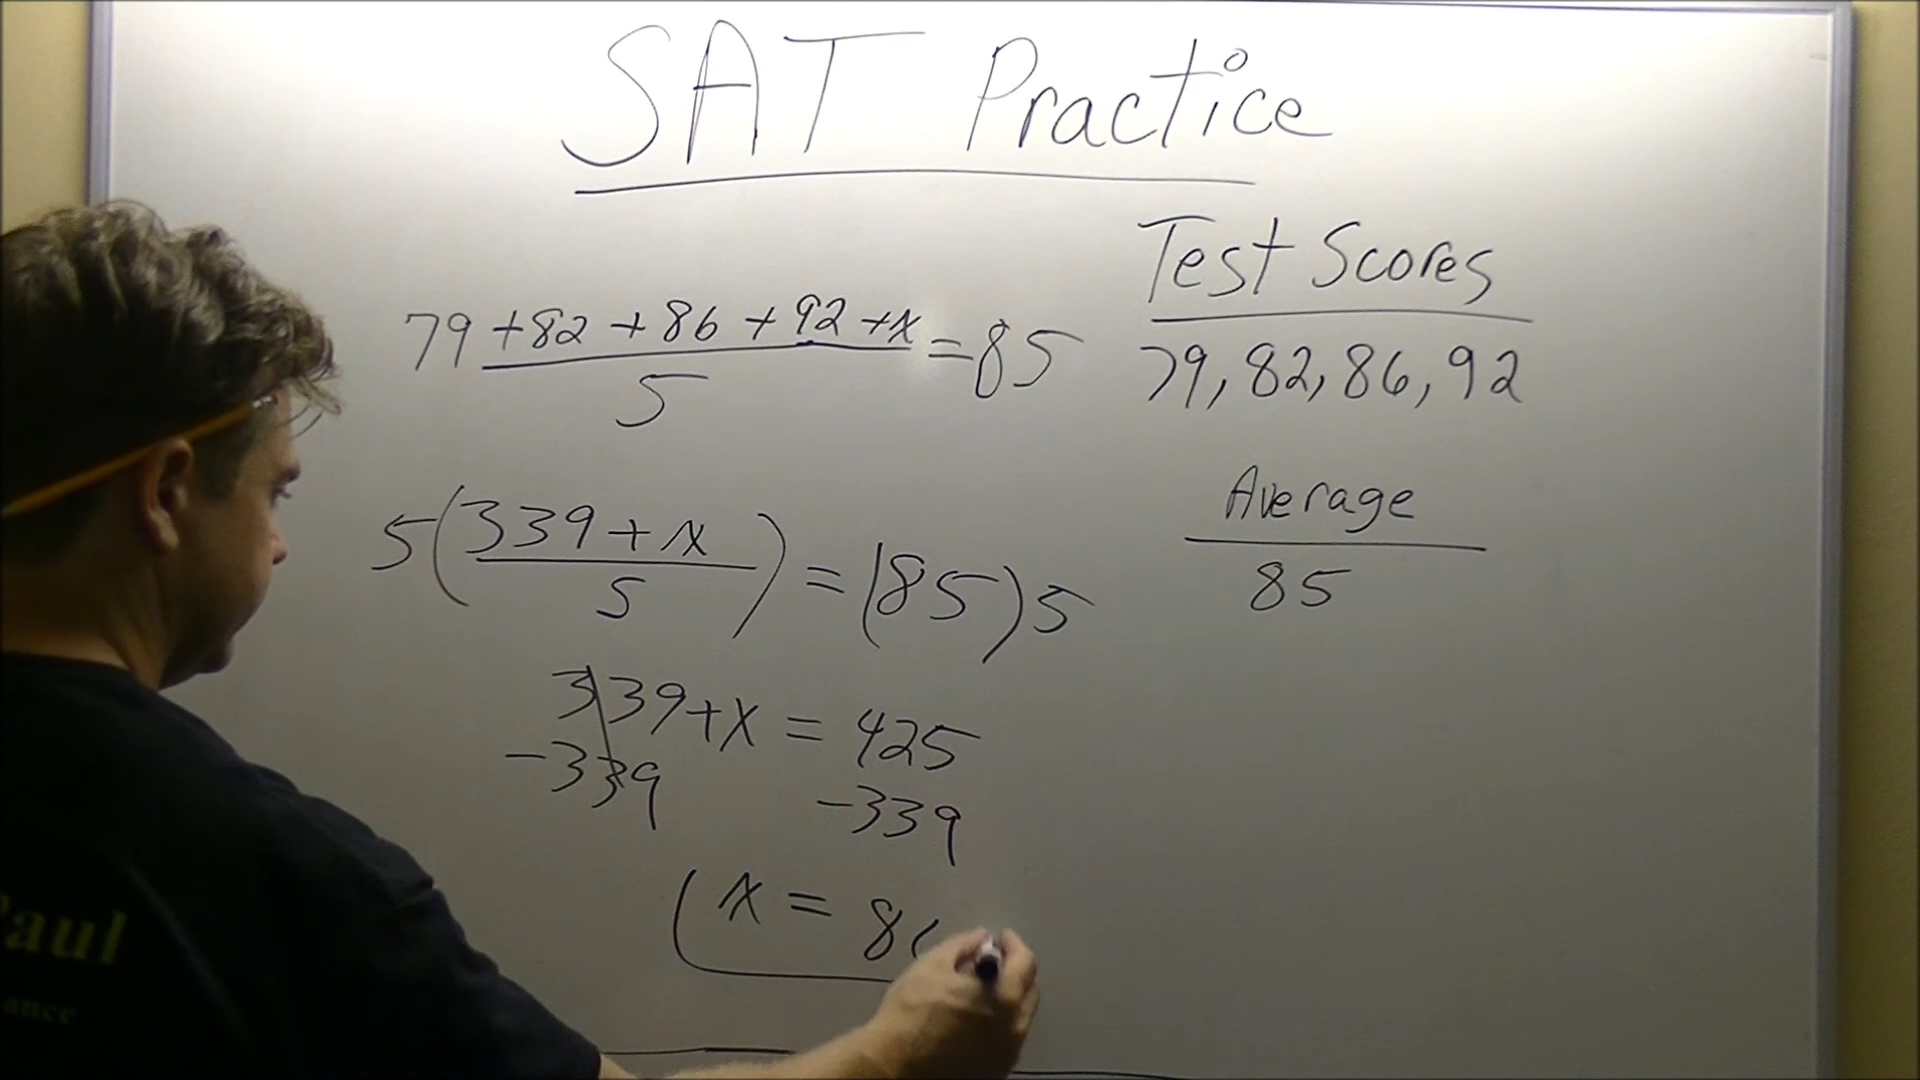 SAT Practice
79 + 82 + 86 + 92 + x = 85
5
5(339 + x) = (85)5
5
339 + x = 425
-339 -339
x = 8
Test Scores
79, 82, 86, 92
Average
85
Paul